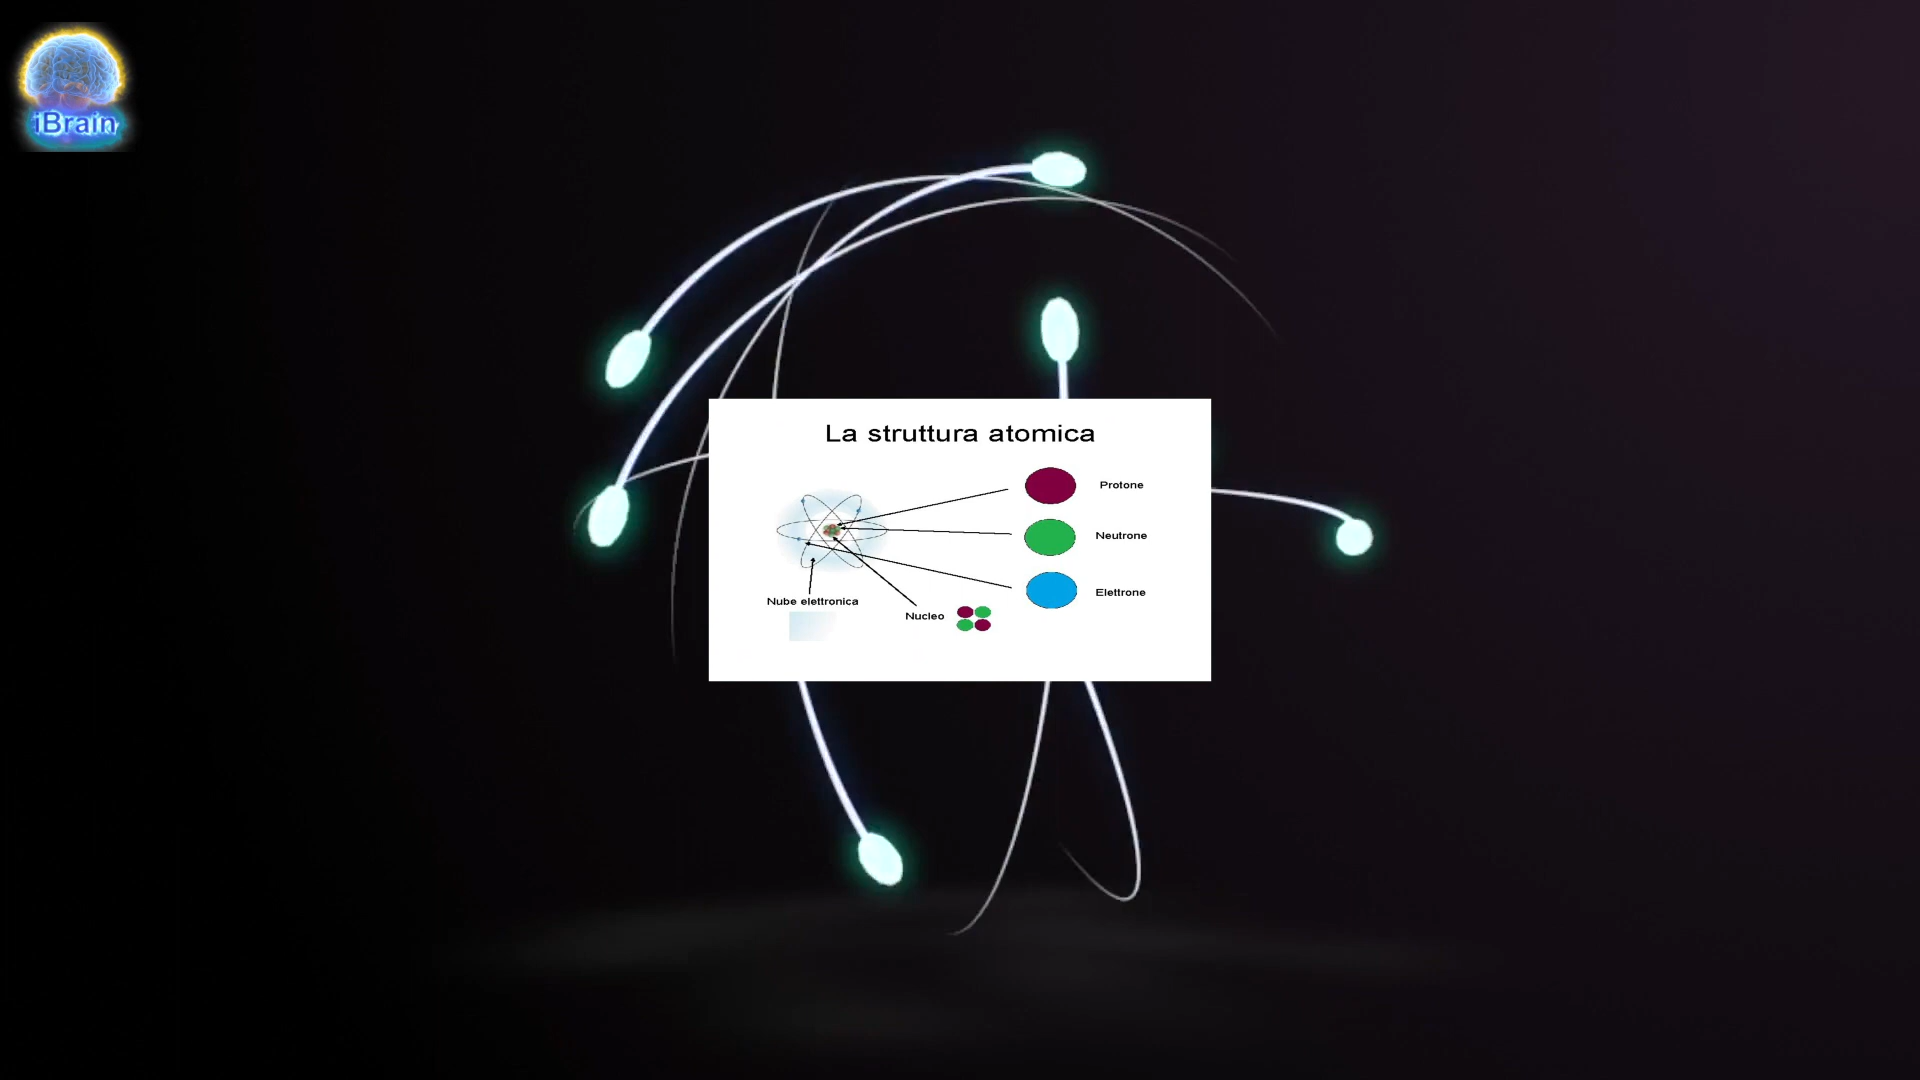 iBrain
La struttura atomica
Protone
Neutrone
Elettrone
Nube elettronica
Nucleo